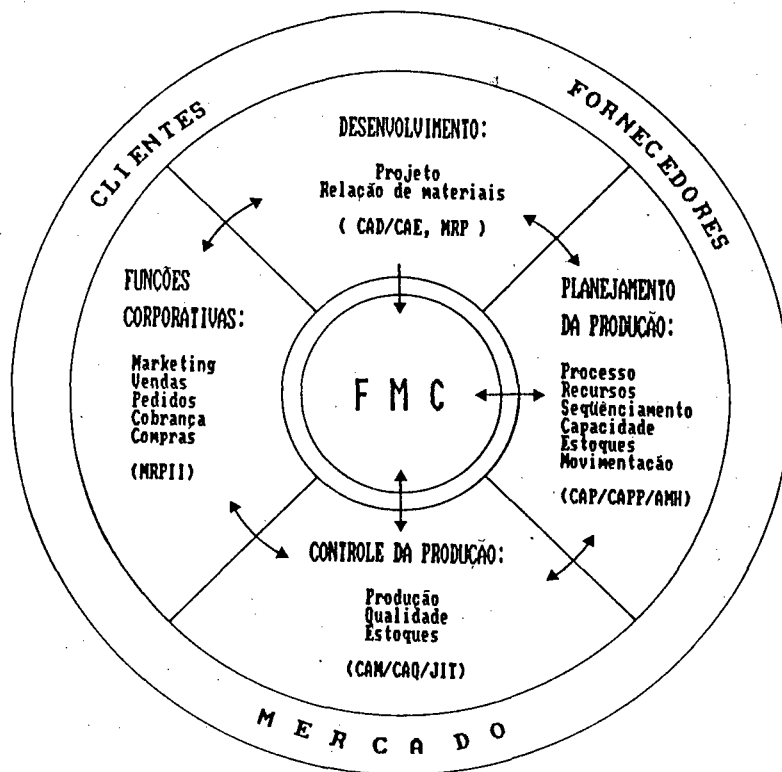 CLIENTES
FORNECEDORES
DESENVOLVIMENTO:
Projeto
Relação de materiais
( CAD/CAE, MRP )
FUNÇÕES
CORPORATIVAS:
Marketing
Vendas
Pedidos
Cobrança
Compras
(MRPII)
F M C
PLANEJAMENTO
DA PRODUÇÃO:
Processo
Recursos
Seqüênciamento
Capacidade
Estoques
Movimentação
(CAP/CAPP/AMH)
CONTROLE DA PRODUÇÃO:
Produção
Qualidade
Estoques
(CAM/CAQ/JIT)
MERCADO